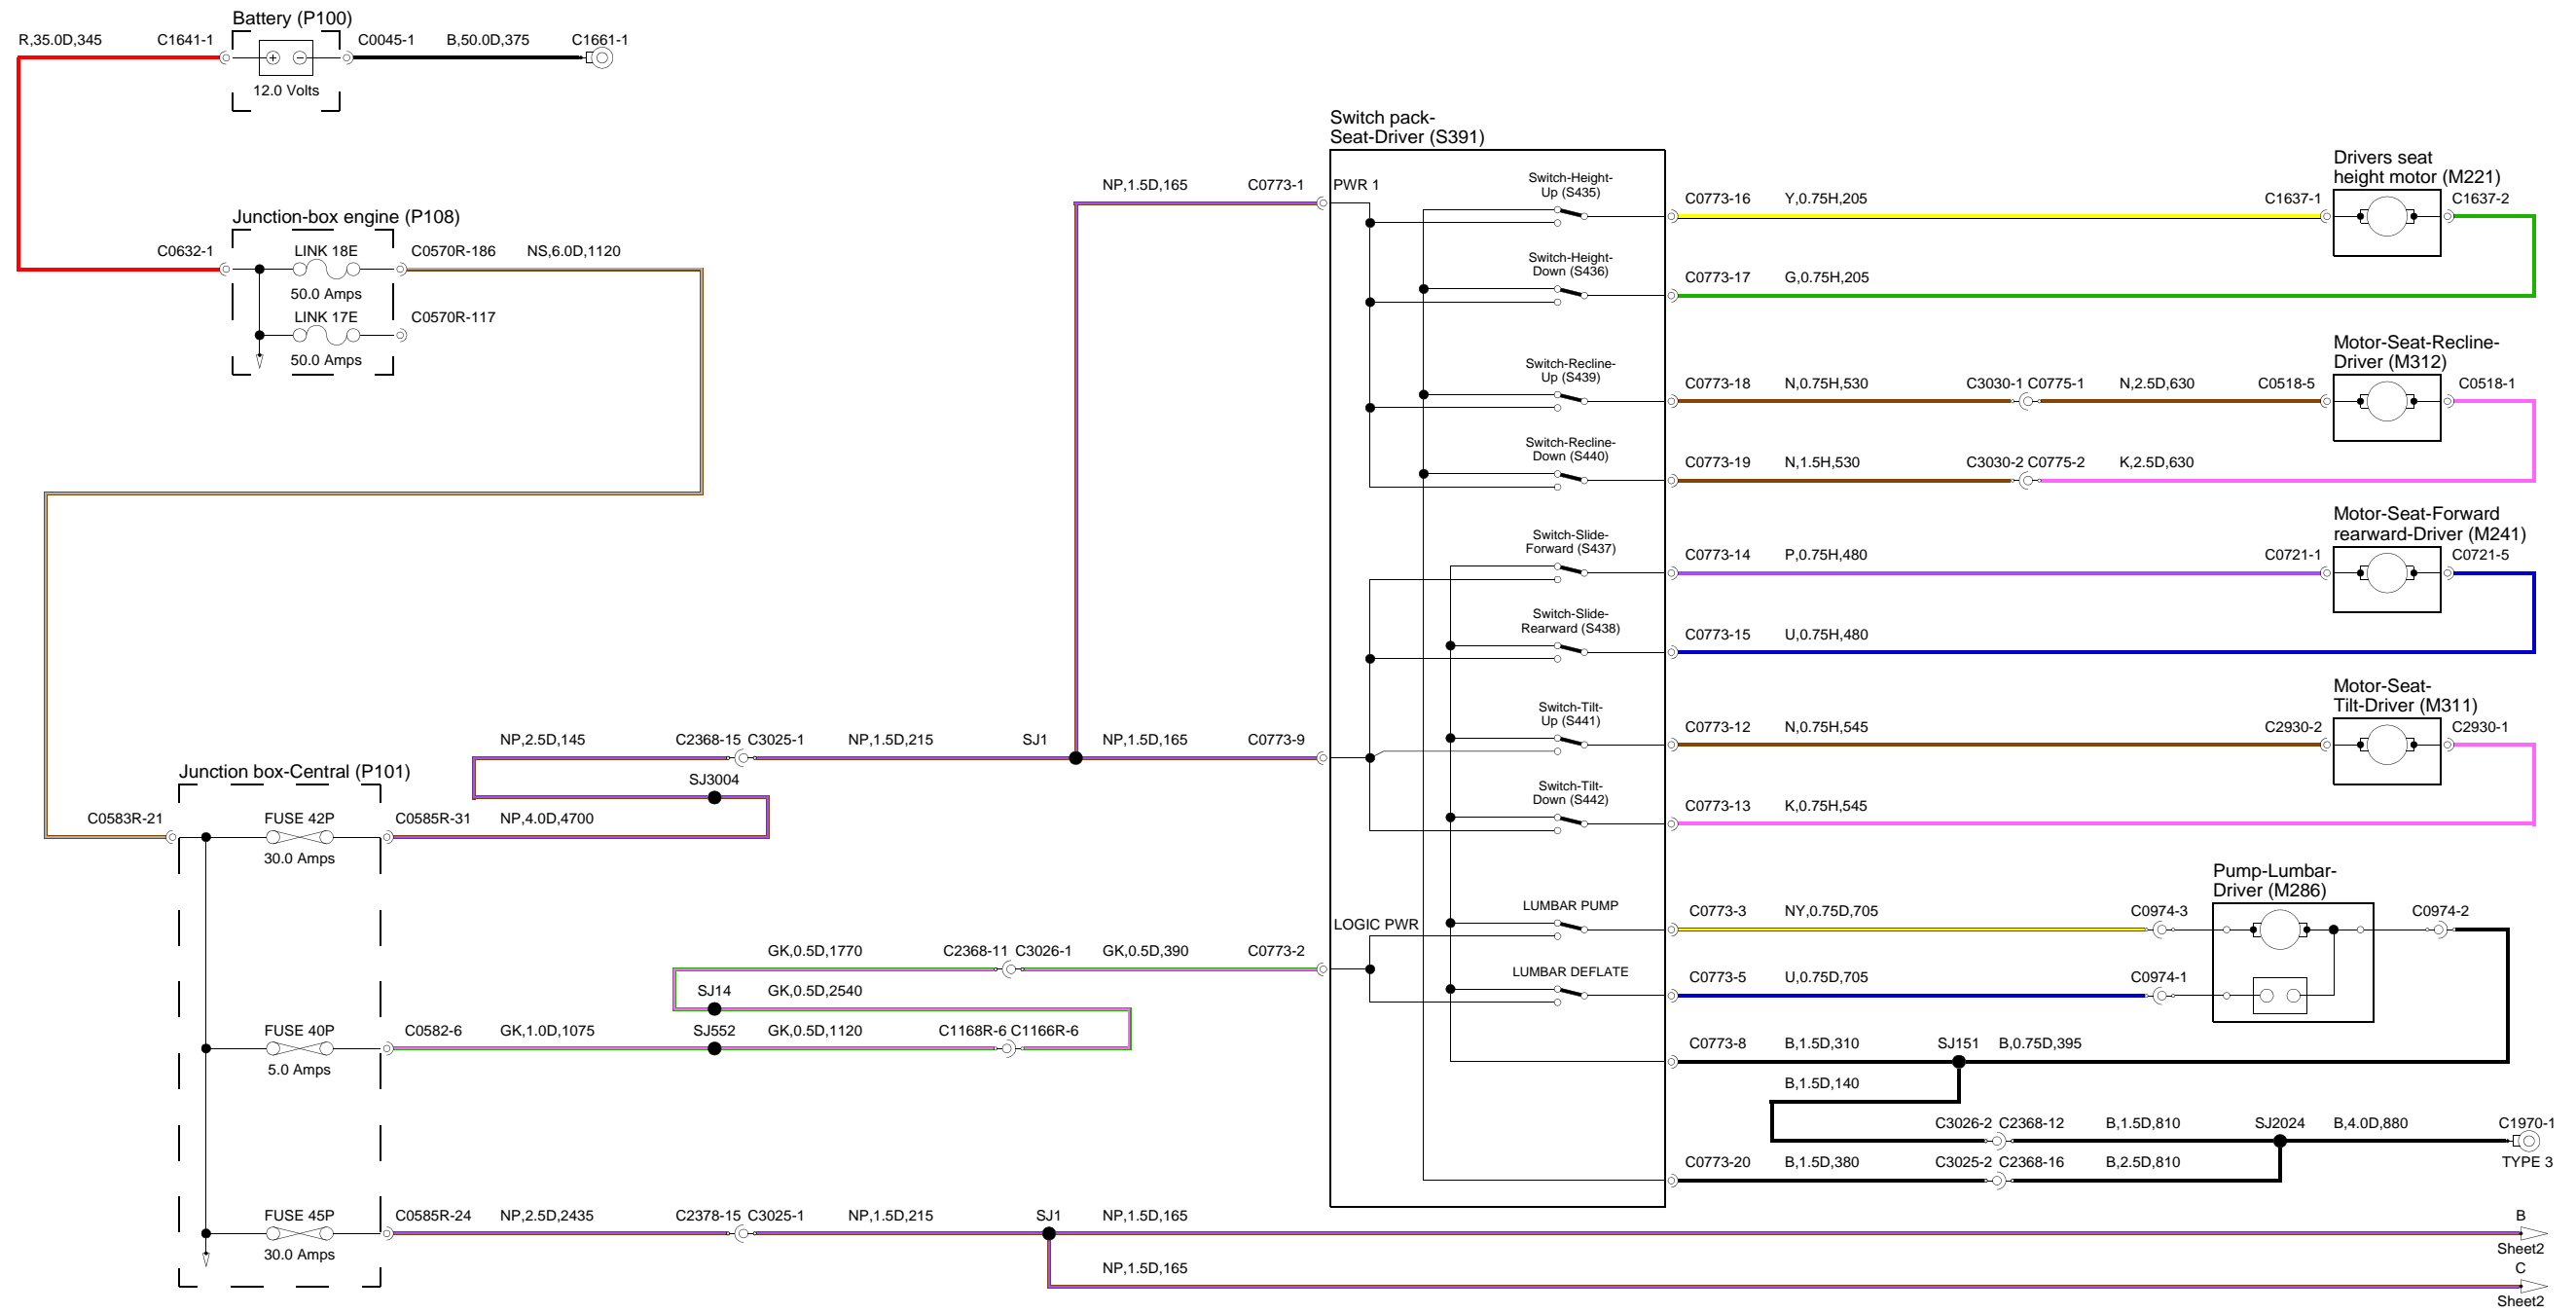 Battery (P100)
R,35.0D,345
C1641-1
C0045-1
B,50.0D,375
C1661-1
12.0 Volts
Junction-box engine (P108)
C0632-1
LINK 18E
C0570R-186
NS,6.0D,1120
50.0 Amps
LINK 17E
C0570R-117
50.0 Amps
Switch pack-
Seat-Driver (S391)
NP,1.5D,165
C0773-1
PWR 1
Switch-Height-
Up (S435)
C0773-16
Y,0.75H,205
C1637-1
Drivers seat
height motor (M221)
C1637-2
Switch-Height-
Down (S436)
C0773-17
G,0.75H,205
Switch-Recline-
Up (S439)
C0773-18
N,0.75H,530
C3030-1 C0775-1
N,2.5D,630
C0518-5
Motor-Seat-Recline-
Driver (M312)
C0518-1
Switch-Recline-
Down (S440)
C0773-19
N,1.5H,530
C3030-2 C0775-2
K,2.5D,630
Switch-Slide-
Forward (S437)
C0773-14
P,0.75H,480
C0721-1
Motor-Seat-Forward
rearward-Driver (M241)
C0721-5
Switch-Slide-
Rearward (S438)
C0773-15
U,0.75H,480
Switch-Tilt-
Up (S441)
C0773-12
N,0.75H,545
C2930-2
Motor-Seat-
Tilt-Driver (M311)
C2930-1
Switch-Tilt-
Down (S442)
C0773-13
K,0.75H,545
NP,2.5D,145
C2368-15 C3025-1
NP,1.5D,215
SJ1
NP,1.5D,165
C0773-9
SJ3004
Junction box-Central (P101)
C0583R-21
FUSE 42P
C0585R-31
NP,4.0D,4700
30.0 Amps
LOGIC PWR
LUMBAR PUMP
C0773-3
NY,0.75D,705
C0974-3
Pump-Lumbar-
Driver (M286)
C0974-2
GK,0.5D,1770
C2368-11 C3026-1
GK,0.5D,390
C0773-2
LUMBAR DEFLATE
C0773-5
U,0.75D,705
C0974-1
SJ14
GK,0.5D,2540
FUSE 40P
C0582-6
GK,1.0D,1075
SJ552
GK,0.5D,1120
C1168R-6 C1166R-6
5.0 Amps
C0773-8
B,1.5D,310
SJ151
B,0.75D,395
B,1.5D,140
C3026-2 C2368-12
B,1.5D,810
SJ2024
B,4.0D,880
C1970-1
TYPE 3
C0773-20
B,1.5D,380
C3025-2 C2368-16
B,2.5D,810
FUSE 45P
C0585R-24
NP,2.5D,2435
C2378-15 C3025-1
NP,1.5D,215
SJ1
NP,1.5D,165
B
Sheet2
30.0 Amps
NP,1.5D,165
C
Sheet2